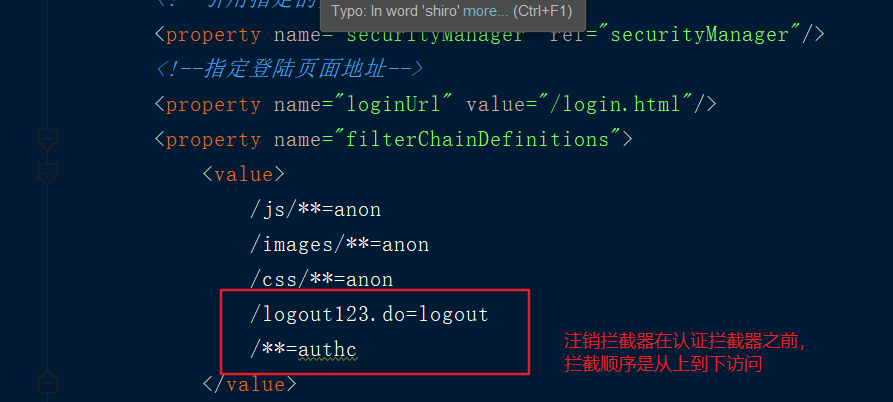 Typo: In word 'shiro' more... (Ctrl+F1)
<property name="securityManager" ref="securityManager"/>
<!--指定登陆页面地址-->
<property name="loginUrl" value="/login.html"/>
<property name="filterChainDefinitions">
<value>
/js/**=anon
/images/**=anon
/css/**=anon
/logout123.do=logout
/**=authc
注销拦截器在认证拦截器之前，
拦截顺序是从上到下访问
</value>